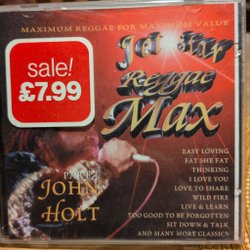 MAXIMUM REGGAE FOR MAXIMUM VALUE
Jet Star
Reggae
Max
sale!
£7.99
EASY LOVING
FAT SHE FAT
THINKING
I LOVE YOU
LOVE TO SHARE
WILD FIRE
LIVE & LEARN
TOO GOOD TO BE FORGOTTEN
SIT DOWN & TALK
AND MANY MORE CLASSICS
PART
JOHN
HOLT